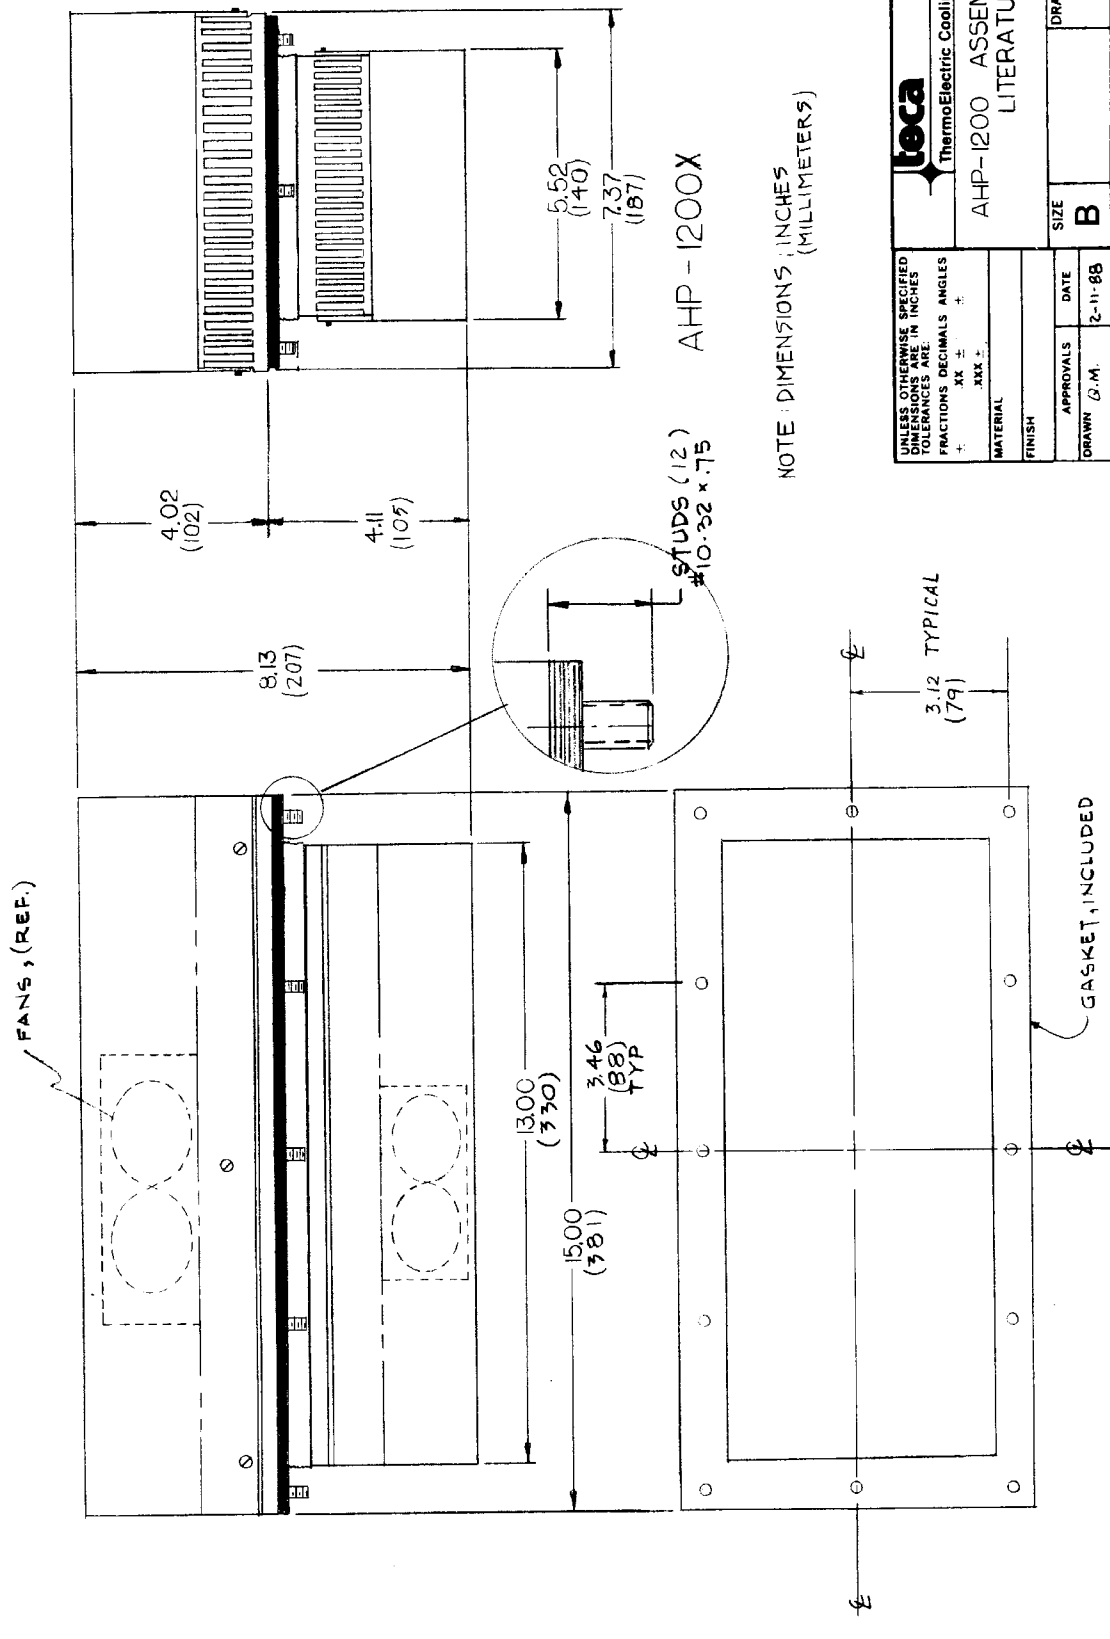 FANS, (REF.)
4.02
(102)
4.11
(105)
8.13
(207)
5.52
(140)
7.37
(187)
AHP-1200X
STUDS (12)
#10.32 x .75
13.00
(330)
15.00
(381)
3.46
(88)
TYP
℄
℄
℄
℄
3.12 TYPICAL
(79)
GASKET, INCLUDED
NOTE: DIMENSIONS: INCHES
(MILLIMETERS)
UNLESS OTHERWISE SPECIFIED
DIMENSIONS ARE IN INCHES
TOLERANCES ARE:
FRACTIONS DECIMALS ANGLES
± .XX ± ±
.XXX ±
MATERIAL
FINISH
APPROVALS DATE
DRAWN Q.M. 2-11-88
teca
ThermoElectric Cooli
AHP-1200 ASSEM
LITERATU
SIZE
B
DRA